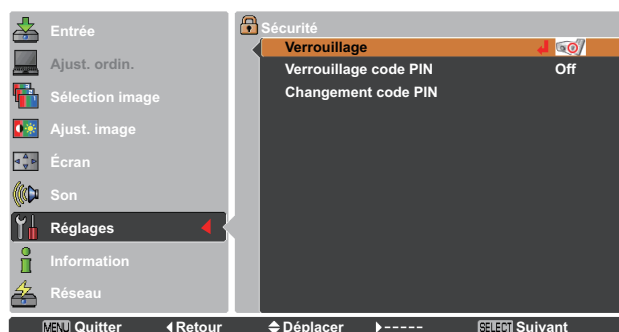 Entrée
Ajust. ordin.
Sélection image
Ajust. image
Écran
Son
Réglages
Information
Réseau
Sécurité
Verrouillage
Verrouillage code PIN Off
Changement code PIN
MENU Quitter Retour Déplacer ----- SELECT Suivant